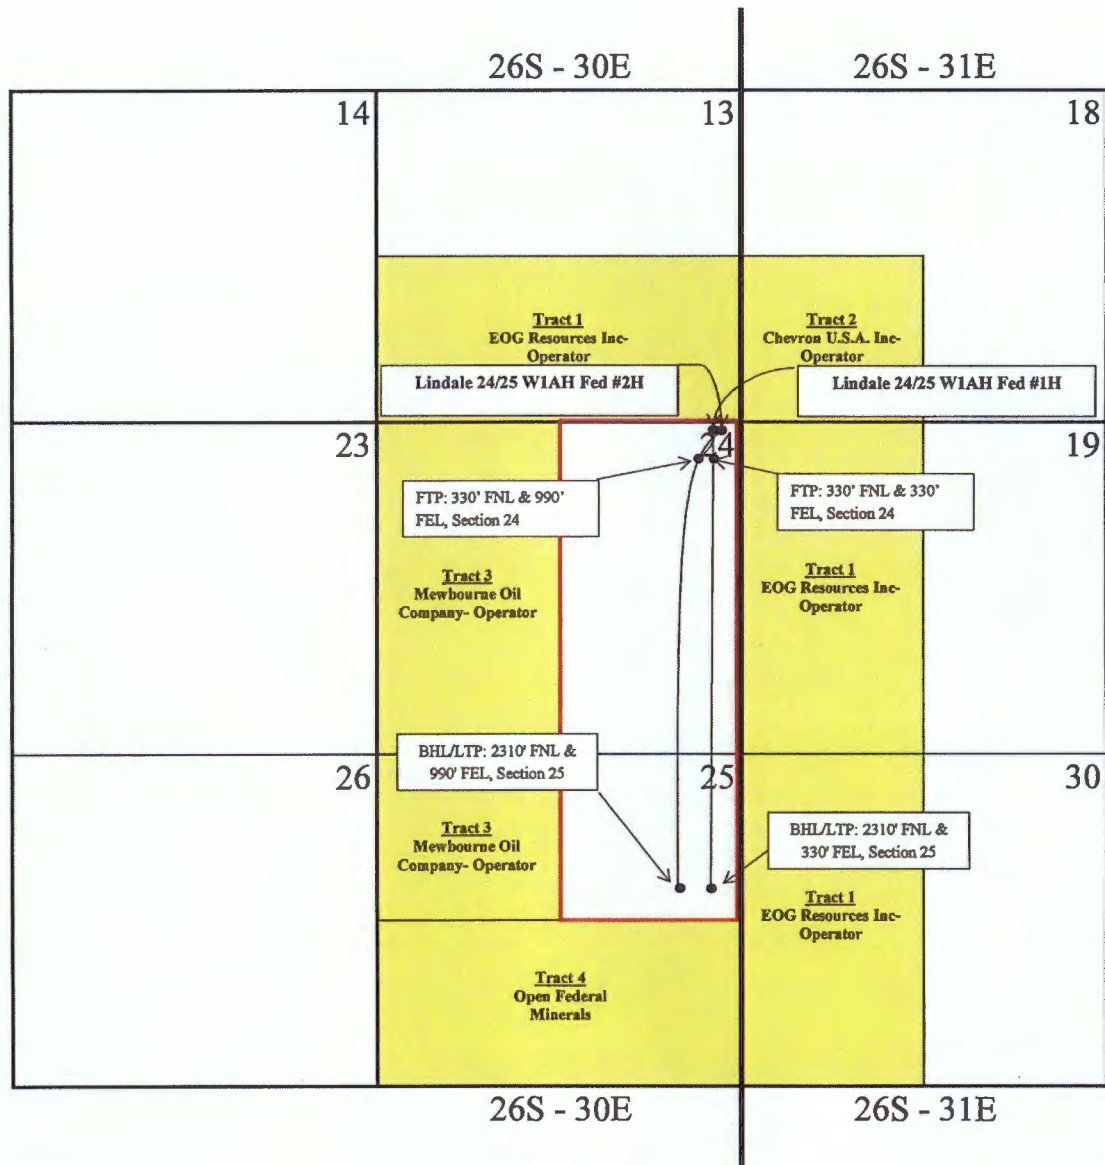 26S - 30E
26S - 31E
14
13
18
Tract 1
EOG Resources Inc-
Operator
Tract 2
Chevron U.S.A. Inc-
Operator
Lindale 24/25 W1AH Fed #2H
Lindale 24/25 W1AH Fed #1H
23
24
19
FTP: 330' FNL & 990'
FEL, Section 24
FTP: 330' FNL & 330'
FEL, Section 24
Tract 3
Mewbourne Oil
Company- Operator
Tract 1
EOG Resources Inc-
Operator
BHL/LTP: 2310' FNL &
990' FEL, Section 25
26
25
30
Tract 3
Mewbourne Oil
Company- Operator
BHL/LTP: 2310' FNL &
330' FEL, Section 25
Tract 1
EOG Resources Inc-
Operator
Tract 4
Open Federal
Minerals
26S - 30E
26S - 31E